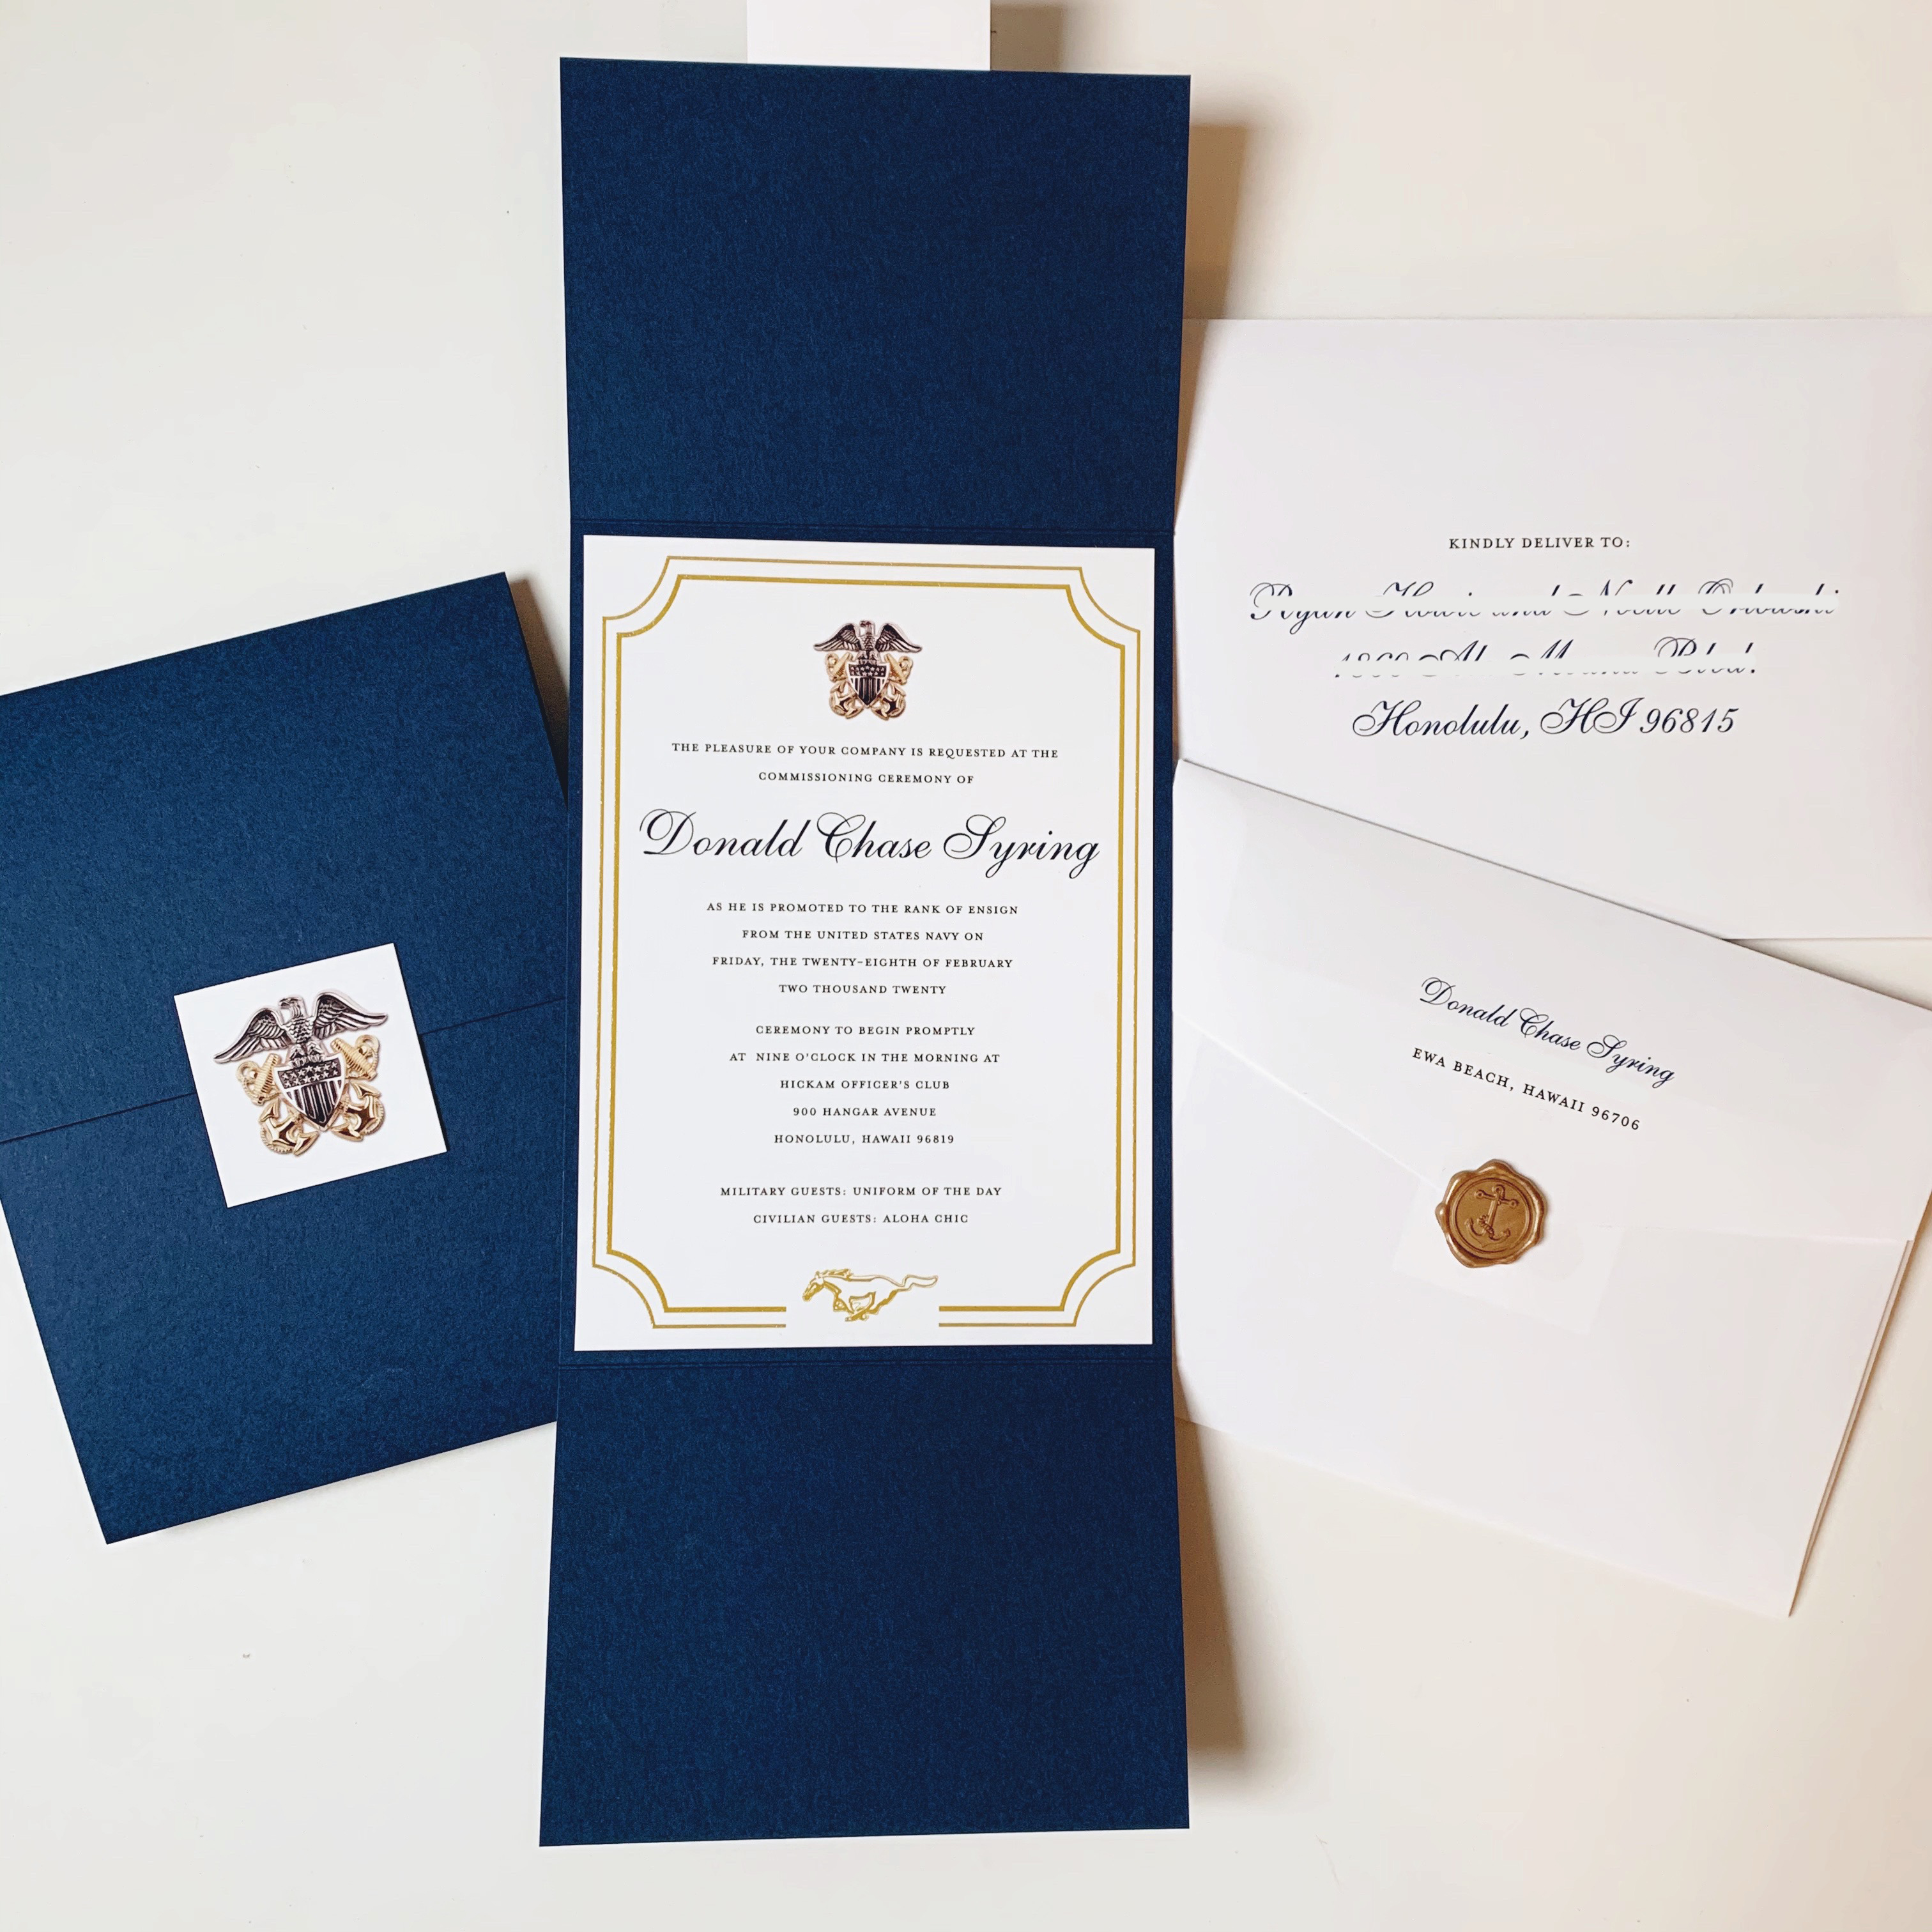 THE PLEASURE OF YOUR COMPANY IS REQUESTED AT THE
COMMISSIONING CEREMONY OF
Donald Chase Syring
AS HE IS PROMOTED TO THE RANK OF ENSIGN
FROM THE UNITED STATES NAVY ON
FRIDAY, THE TWENTY-EIGHTH OF FEBRUARY
TWO THOUSAND TWENTY
CEREMONY TO BEGIN PROMPTLY
AT NINE O'CLOCK IN THE MORNING AT
HICKAM OFFICER'S CLUB
900 HANGAR AVENUE
HONOLULU, HAWAII 96819
MILITARY GUESTS: UNIFORM OF THE DAY
CIVILIAN GUESTS: ALOHA CHIC
KINDLY DELIVER TO:
Honolulu, HI 96815
Donald Chase Syring
EWA BEACH, HAWAII 96706